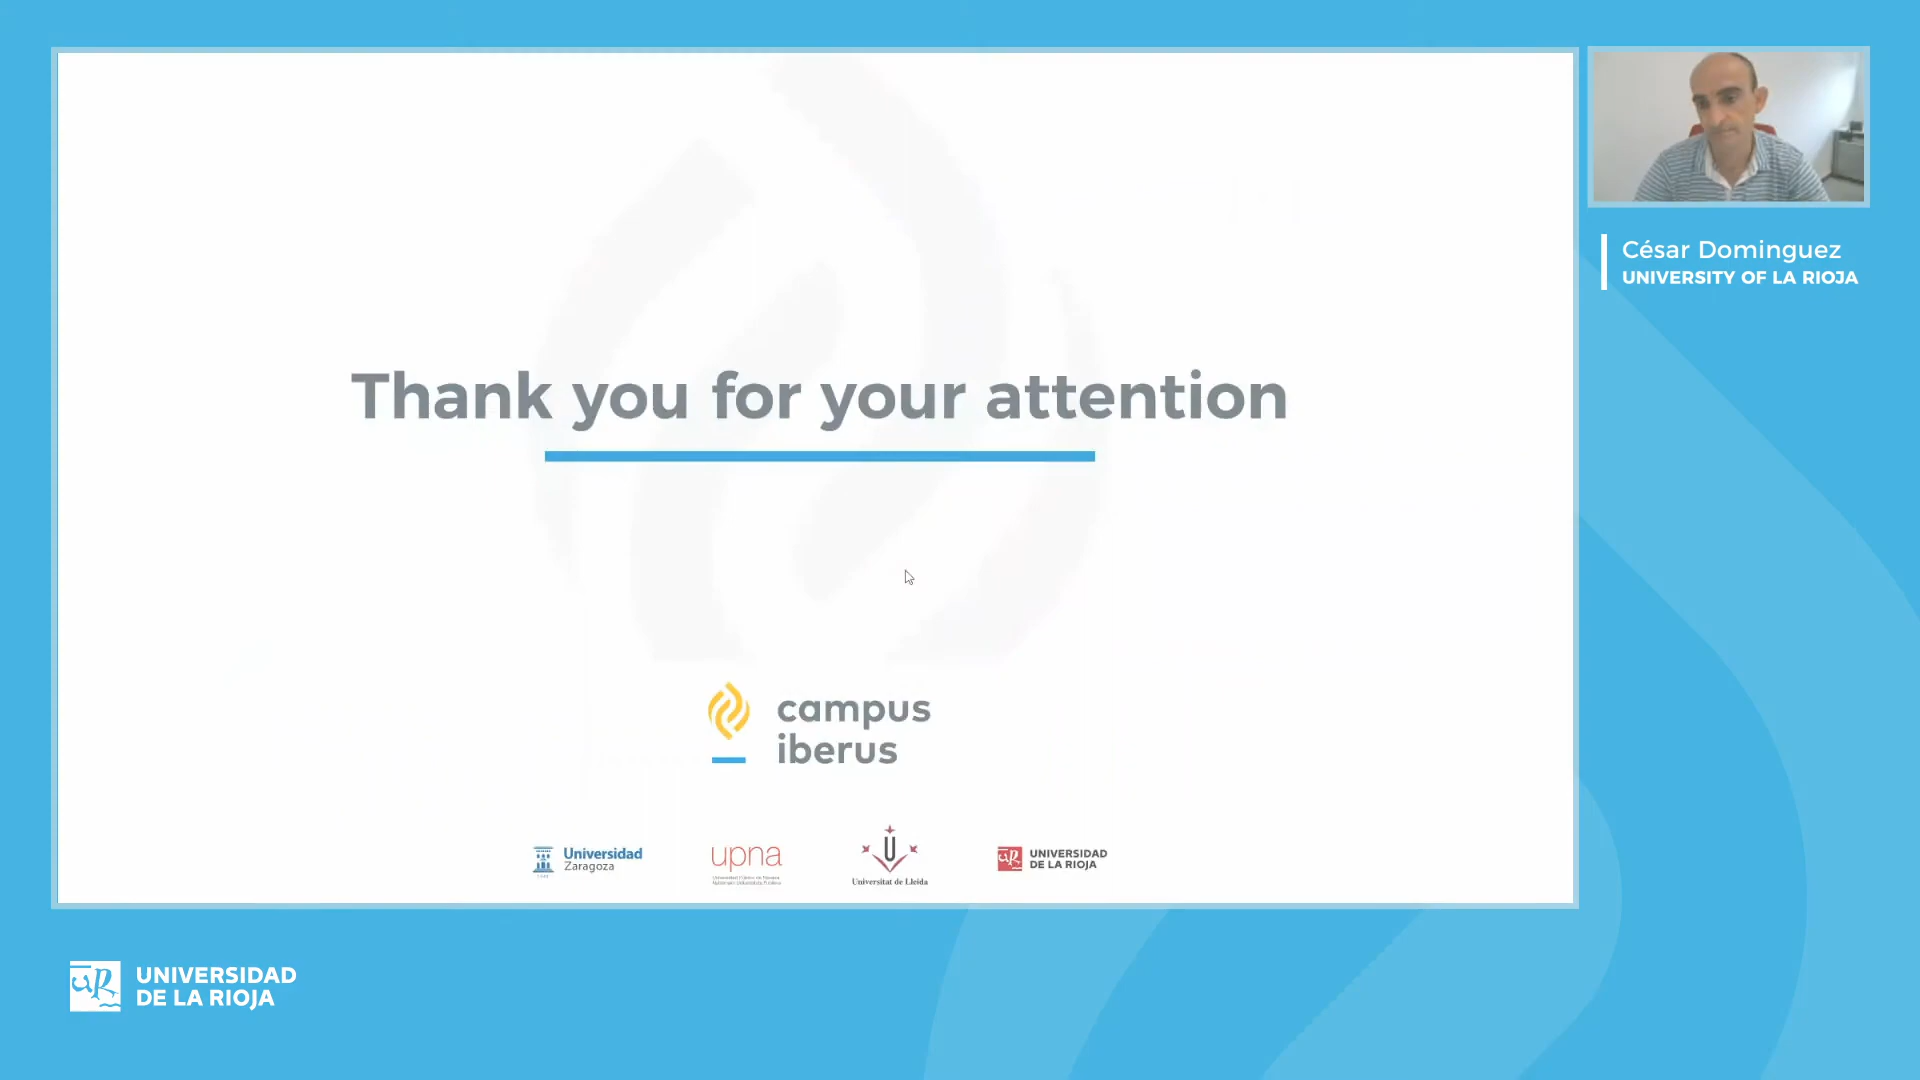 César Dominguez
UNIVERSITY OF LA RIOJA
Thank you for your attention
campus
iberus
Universidad
Zaragoza
upna
Universitat de Lleida
UNIVERSIDAD
DE LA RIOJA
UNIVERSIDAD
DE LA RIOJA